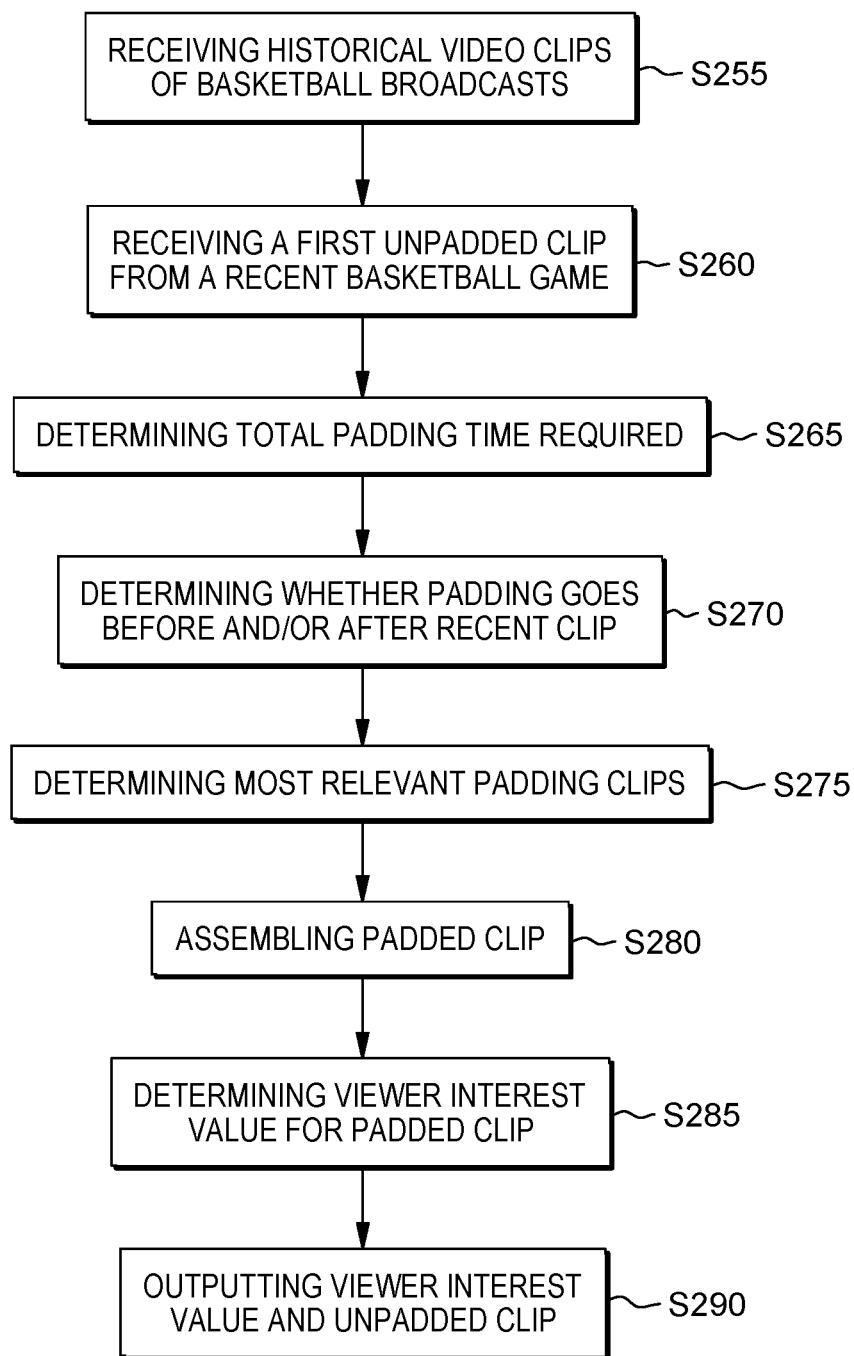 RECEIVING HISTORICAL VIDEO CLIPS
OF BASKETBALL BROADCASTS
S255
RECEIVING A FIRST UNPADDED CLIP
FROM A RECENT BASKETBALL GAME
S260
DETERMINING TOTAL PADDING TIME REQUIRED
S265
DETERMINING WHETHER PADDING GOES
BEFORE AND/OR AFTER RECENT CLIP
S270
DETERMINING MOST RELEVANT PADDING CLIPS
S275
ASSEMBLING PADDED CLIP
S280
DETERMINING VIEWER INTEREST
VALUE FOR PADDED CLIP
S285
OUTPUTTING VIEWER INTEREST
VALUE AND UNPADDED CLIP
S290